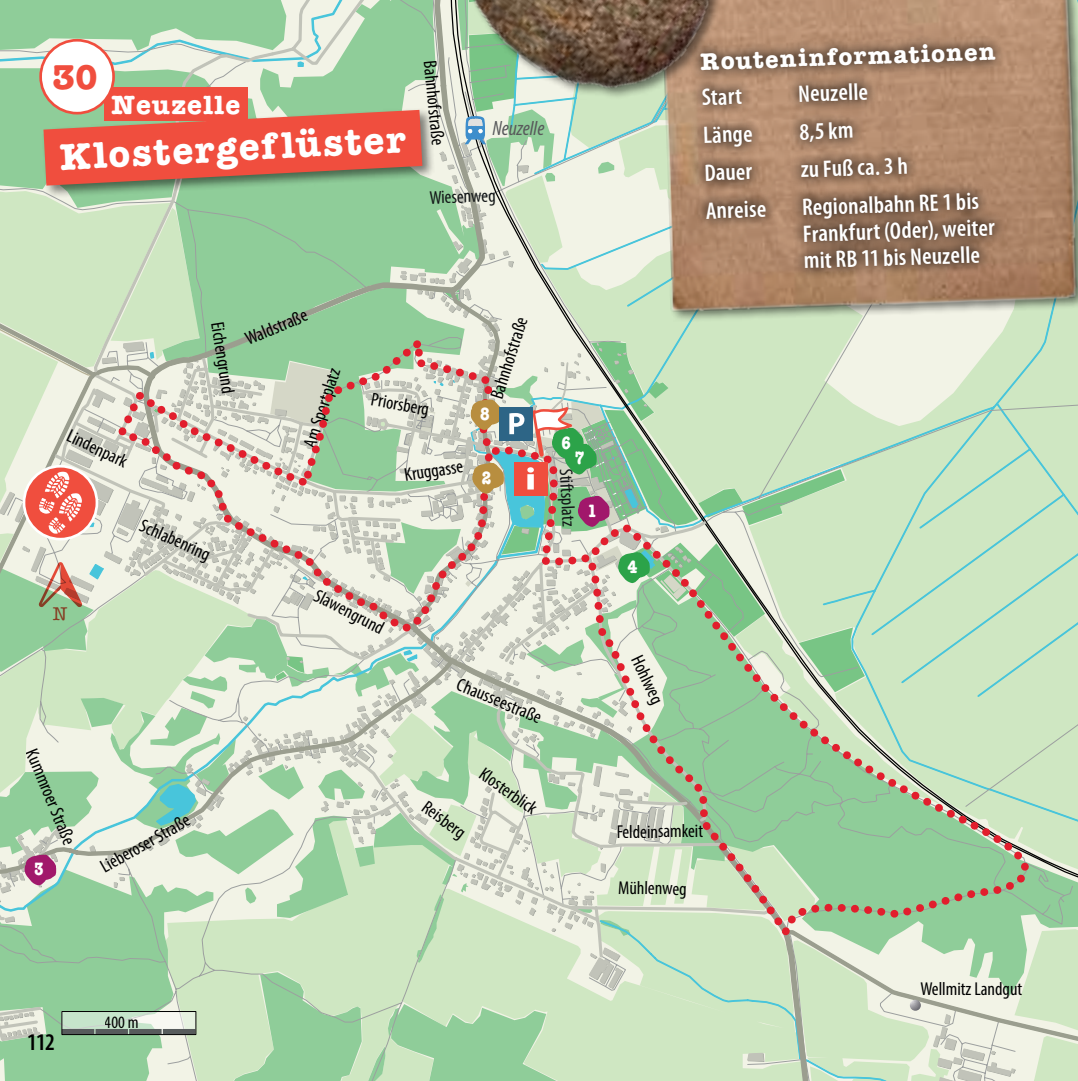 30
Neuzelle
Klostergeflüster
Routeninformationen
Start Neuzelle
Länge 8,5 km
Dauer zu Fuß ca. 3 h
Anreise Regionalbahn RE 1 bis
Frankfurt (Oder), weiter
mit RB 11 bis Neuzelle
Bahnhofstraße
Neuzelle
Wiesenweg
Waldstraße
Eichengrund
Bahnhofstraße
Am Sportplatz
Priorsberg
8
P
6
7
Lindenpark
Kruggasse
2
i
Stiftsplatz
1
Schlabenring
4
N
Slawengrund
Hohlweg
Chausseestraße
Kummroer Straße
Klosterblick
Reisberg
Feldeinsamkeit
Lieberoser Straße
3
Mühlenweg
Wellmitz Landgut
400 m
112